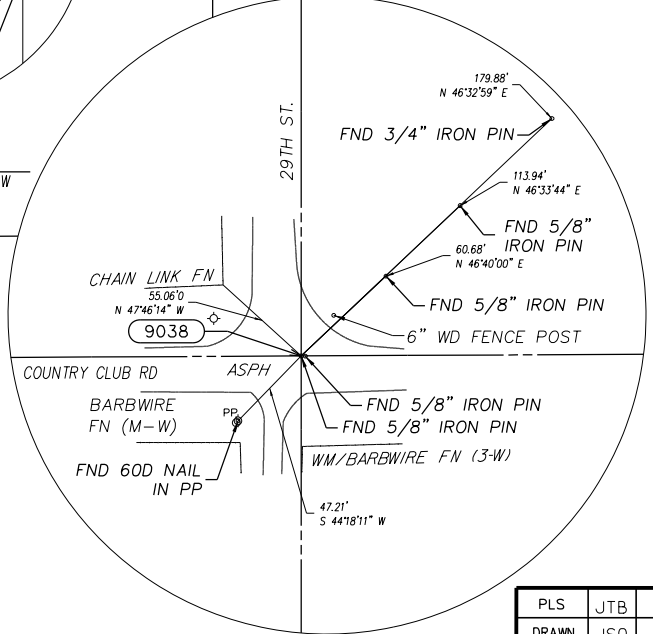 W
179.88'
N 46°32'59" E
29TH ST.
FND 3/4" IRON PIN
113.94'
N 46°33'44" E
FND 5/8"
IRON PIN
60.68'
N 46°40'00" E
CHAIN LINK FN
55.06'0
N 47°46'14" W
FND 5/8" IRON PIN
9038
6" WD FENCE POST
COUNTRY CLUB RD
ASPH
BARBWIRE
FN (M-W)
PP
FND 5/8" IRON PIN
FND 5/8" IRON PIN
FND 60D NAIL
IN PP
WM/BARBWIRE FN (3-W)
47.21'
S 44°18'11" W
PLS JTB
DRAWN JSO